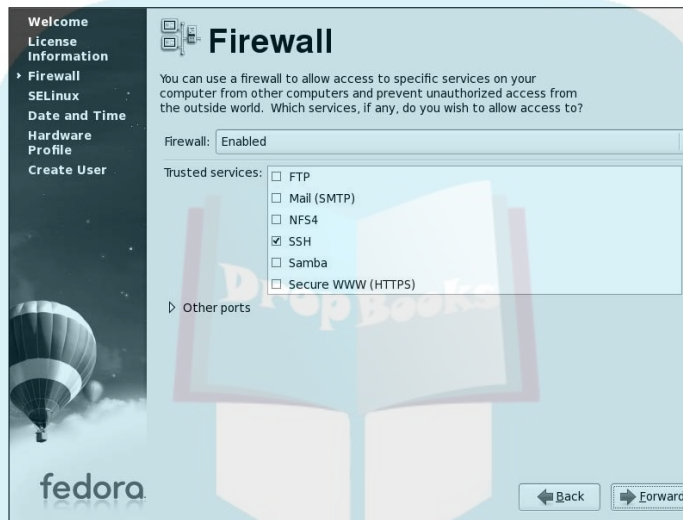 Welcome
License
Information
Firewall
SELinux
Date and Time
Hardware
Profile
Create User
fedora
Firewall
You can use a firewall to allow access to specific services on your
computer from other computers and prevent unauthorized access from
the outside world. Which services, if any, do you wish to allow access to?
Firewall: Enabled
Trusted services:
FTP
Mail (SMTP)
NFS4
SSH
Samba
Secure WWW (HTTPS)
Other ports
Drop Books
Back
Forward